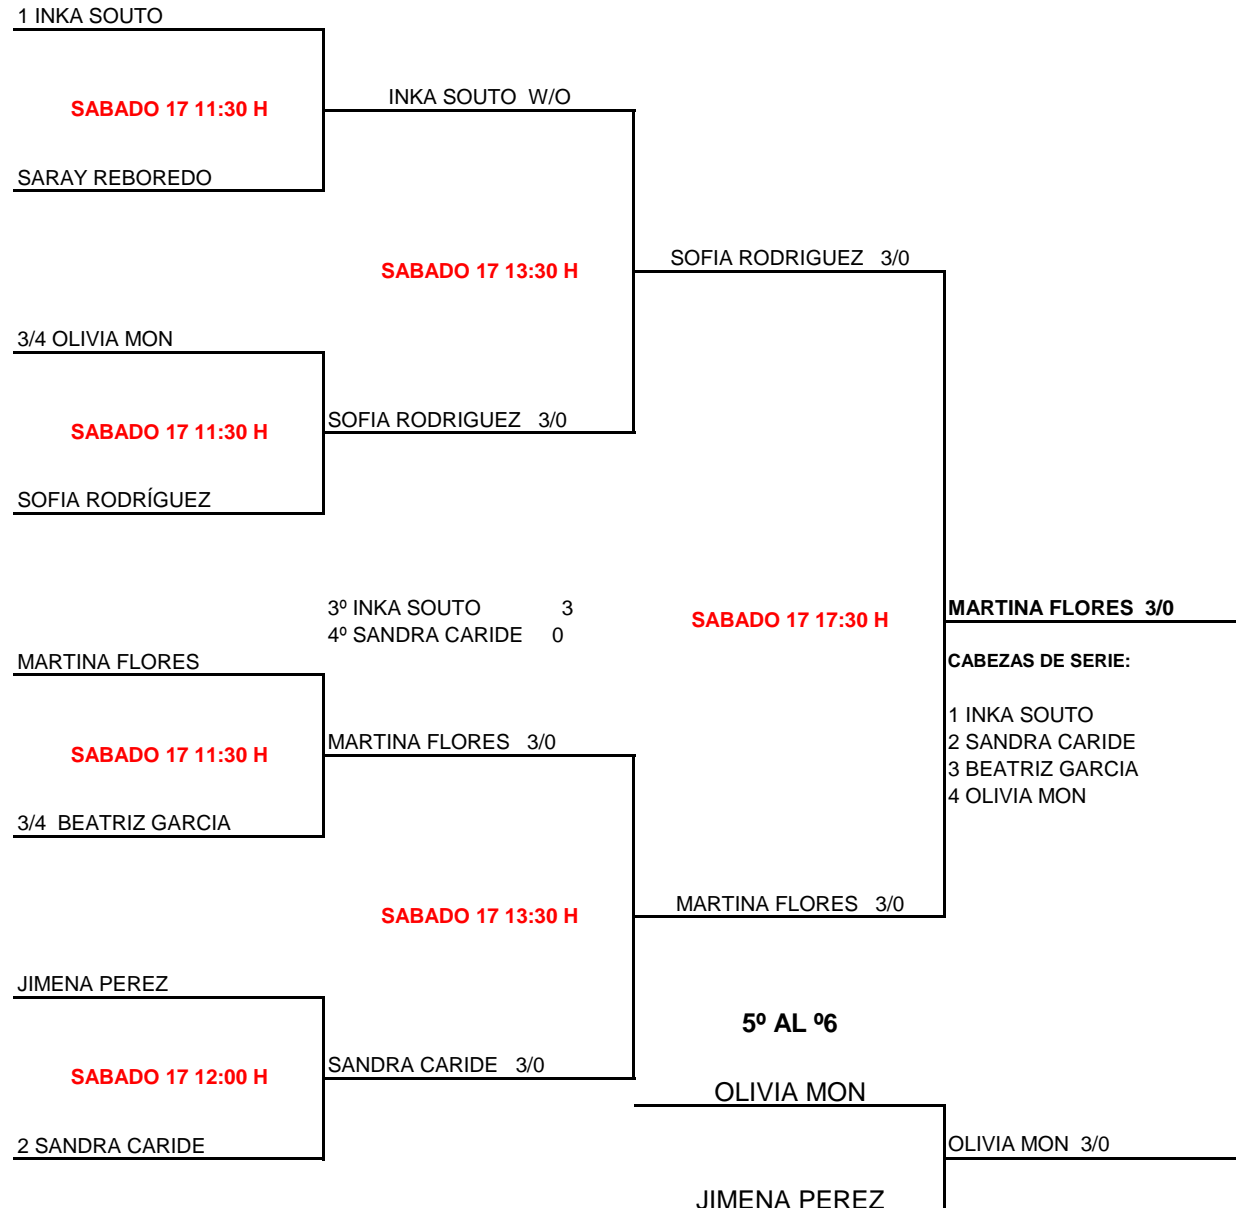 1 INKA SOUTO
INKA SOUTO  W/O
SABADO 17 11:30 H
SARAY REBOREDO
SOFIA RODRIGUEZ   3/0
SABADO 17 13:30 H
3/4 OLIVIA MON
SOFIA RODRIGUEZ   3/0
SABADO 17 11:30 H
SOFIA RODRÍGUEZ
3º INKA SOUTO 3
MARTINA FLORES  3/0
SABADO 17 17:30 H
4º SANDRA CARIDE 0
MARTINA FLORES
CABEZAS DE SERIE:
1 INKA SOUTO
MARTINA FLORES   3/0
2 SANDRA CARIDE
SABADO 17 11:30 H
3 BEATRIZ GARCIA
4 OLIVIA MON
3/4  BEATRIZ GARCIA
MARTINA FLORES   3/0
SABADO 17 13:30 H
JIMENA PEREZ
5º AL º6
SANDRA CARIDE   3/0
SABADO 17 12:00 H
OLIVIA MON
2 SANDRA CARIDE
OLIVIA MON  3/0
JIMENA PEREZ